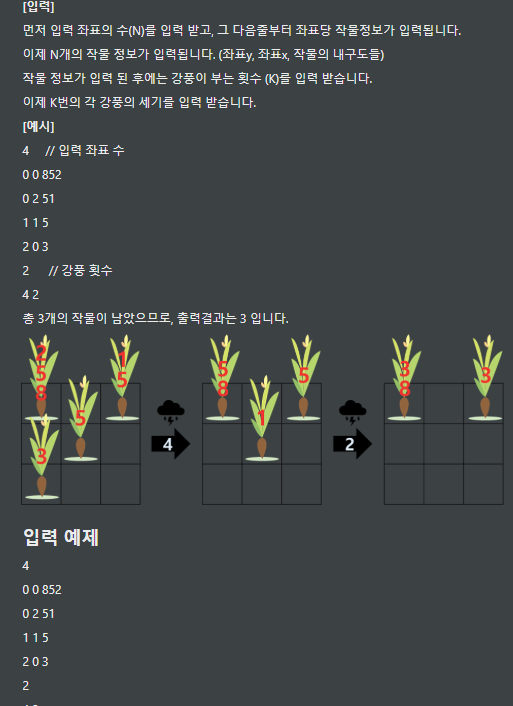 [입력]
먼저 입력 좌표의 수(N)를 입력 받고, 그 다음줄부터 좌표당 작물정보가 입력됩니다.
이제 N개의 작물 정보가 입력됩니다. (좌표y, 좌표x, 작물의 내구도들)
작물 정보가 입력 된 후에는 강풍이 부는 횟수 (K)를 입력 받습니다.
이제 K번의 각 강풍의 세기를 입력 받습니다.
[예시]
4 // 입력 좌표 수
0 0 852
0 2 51
1 1 5
2 0 3
2 // 강풍 횟수
4 2
총 3개의 작물이 남았으므로, 출력결과는 3 입니다.
2 1 5 3
5 5 5 5 3 3
8 8 8
5 1
3
4 2
입력 예제
4
0 0 852
0 2 51
1 1 5
2 0 3
2